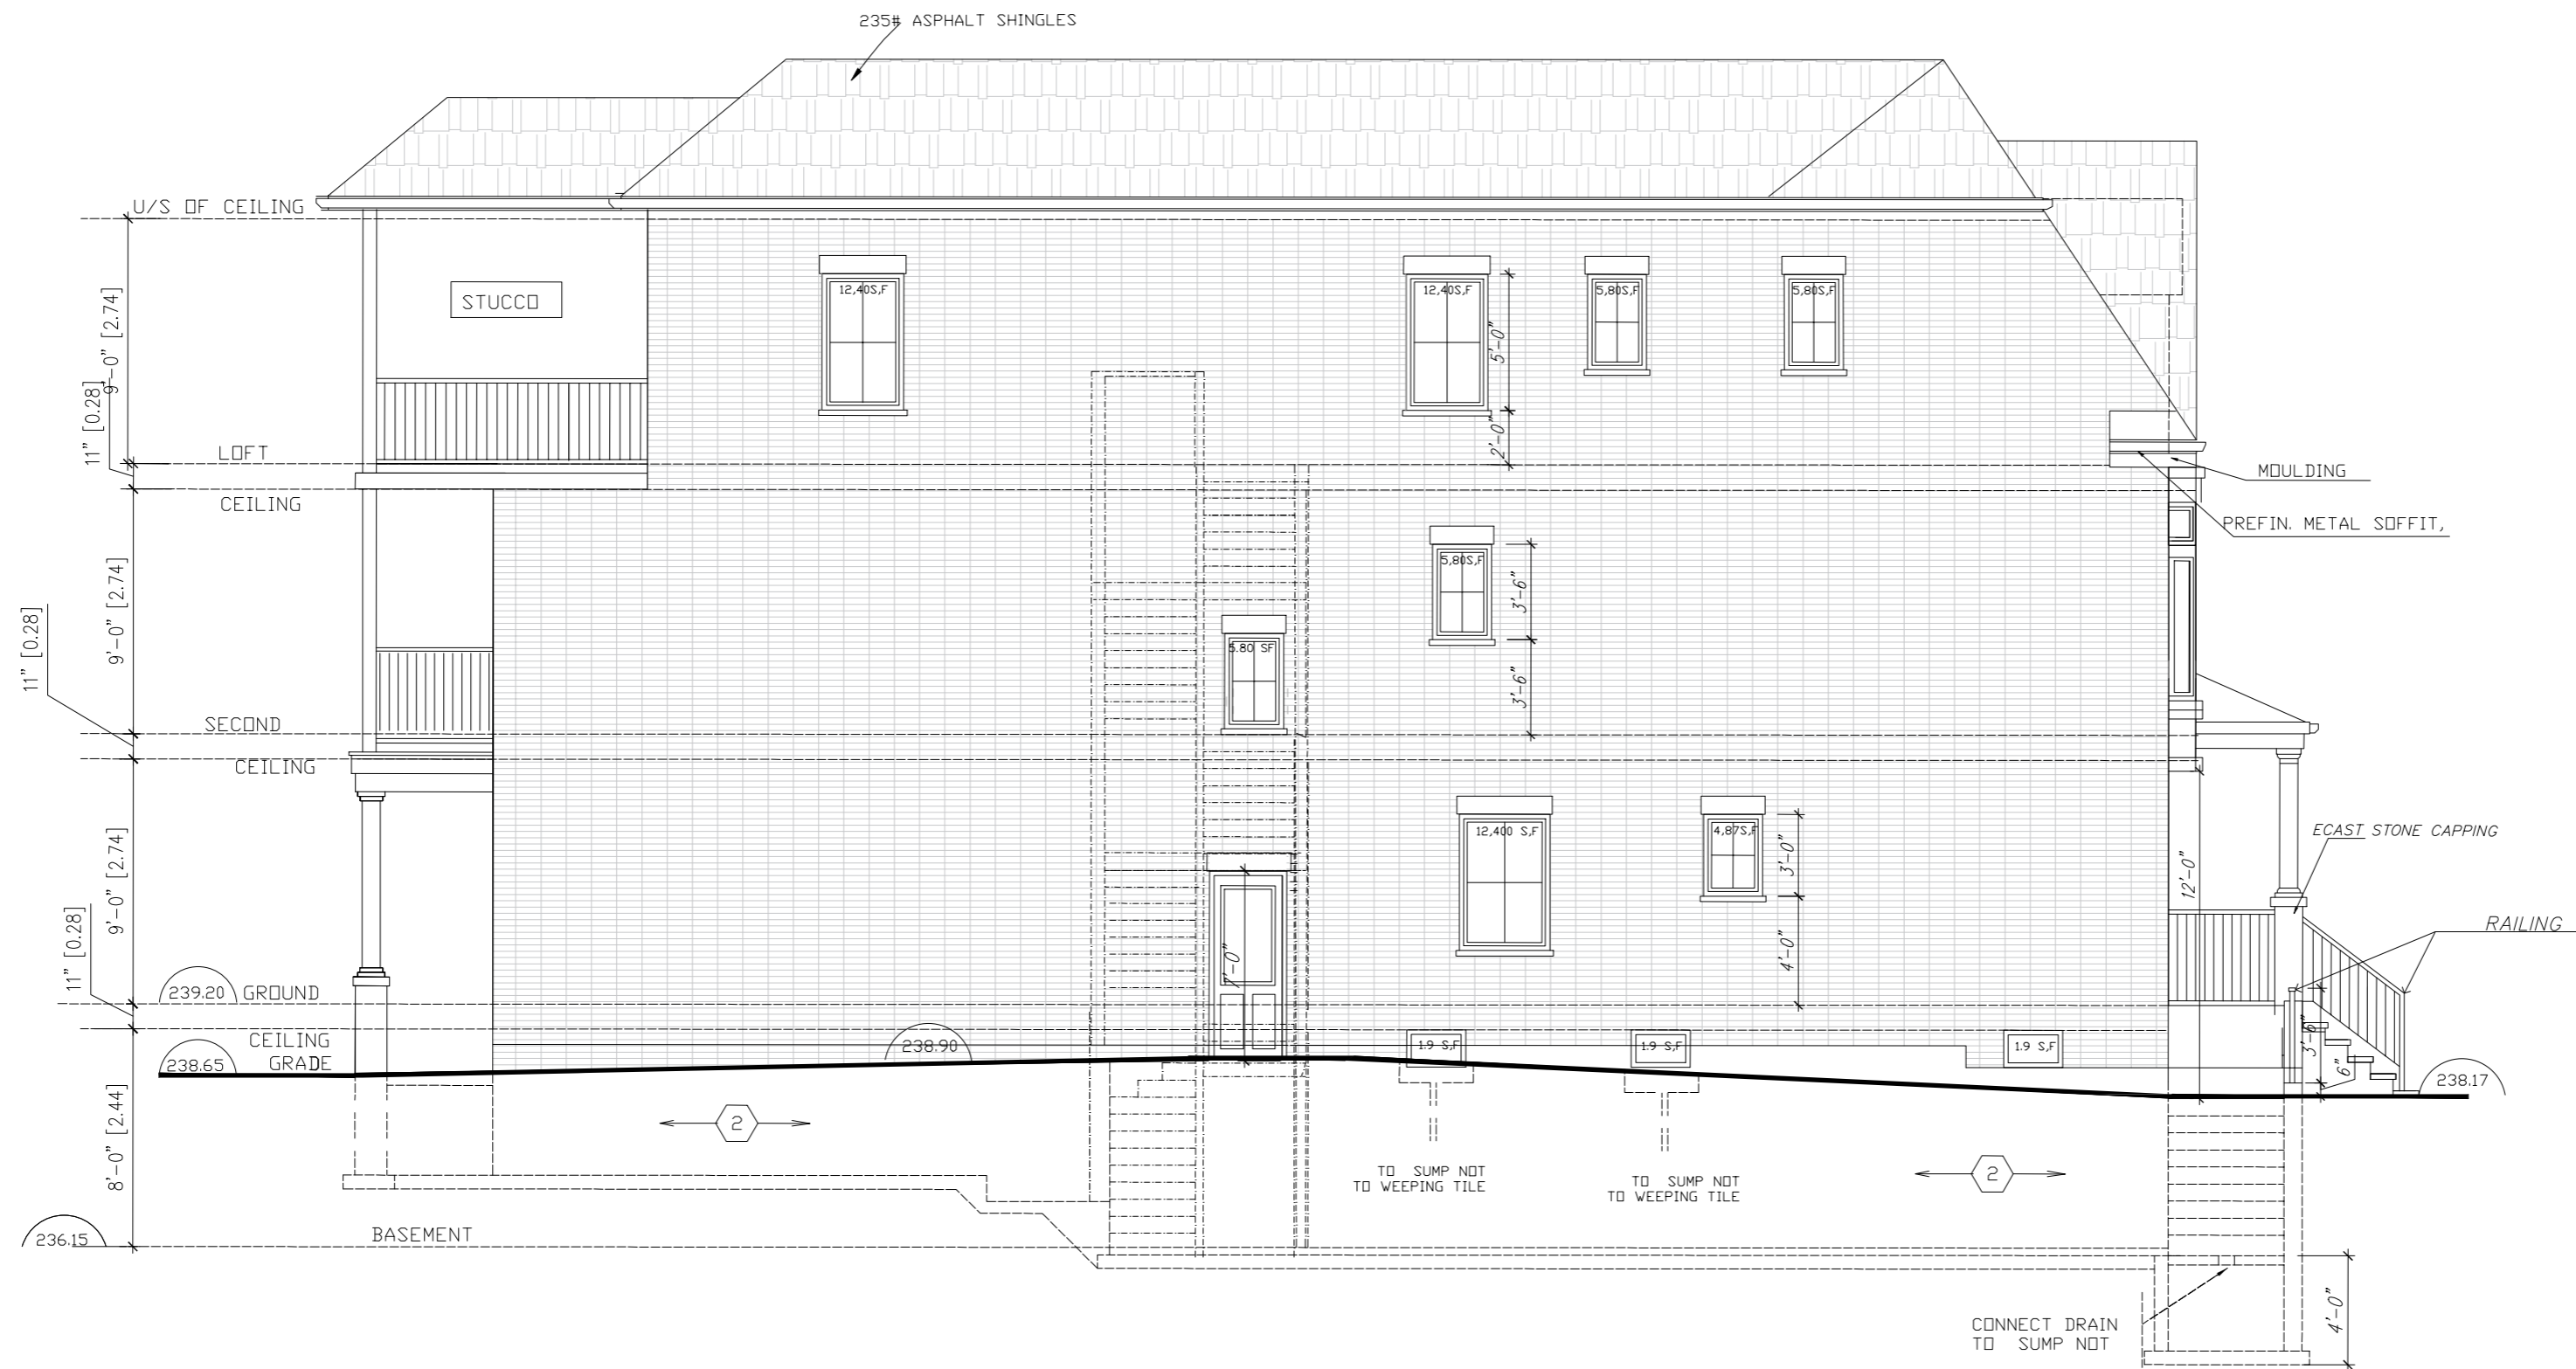 235# ASPHALT SHINGLES
U/S OF CEILING
12,40S,F
12,40S,F
5,80S,F
5,80S,F
STUCCO
9'-0" [2.74]
5'-0"
11" [0.28]
2'-0"
LOFT
MOULDING
CEILING
PREFIN. METAL SOFFIT,
5,80S,F
3'-6"
9'-0" [2.74]
11" [0.28]
5.80 SF
3'-6"
SECOND
CEILING
12,400 S,F
4,87S,F
ECAST STONE CAPPING
3'-0"
12'-0"
9'-0" [2.74]
RAILING
11" [0.28]
7'-0"
4'-0"
239.20 GROUND
CEILING
238.65 GRADE
238.90
1.9 S,F
1.9 S,F
1.9 S,F
3'-6"
6"
238.17
8'-0" [2.44]
2
2
TO SUMP NOT
TO WEEPING TILE
TO SUMP NOT
TO WEEPING TILE
236.15
BASEMENT
4'-0"
CONNECT DRAIN
TO SUMP NOT